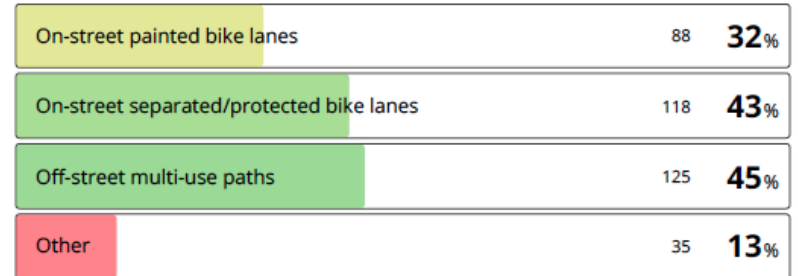 On-street painted bike lanes 88 32%
On-street separated/protected bike lanes 118 43%
Off-street multi-use paths 125 45%
Other 35 13%